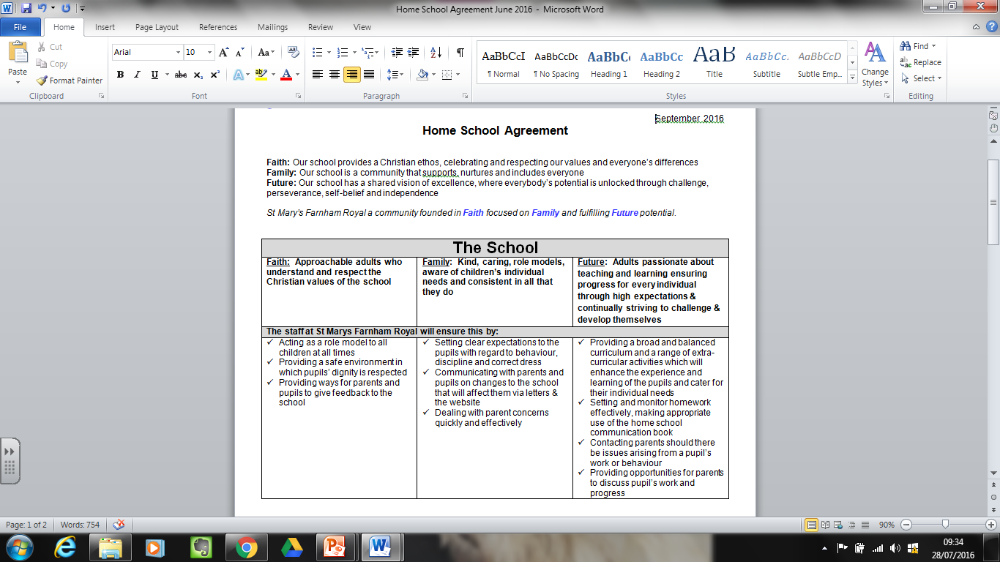 Home School Agreement June 2016 - Microsoft Word
File Home Insert Page Layout References Mailings Review View
Paste
Cut
Copy
Format Painter
Clipboard
Arial 10
Font
Paragraph
AaBbCcI AaBbCcDc AaBbC AaBbCc AaB AaBbCc. AaBbCcD
¶ Normal ¶ No Spacing Heading 1 Heading 2 Title Subtitle Subtle Emp...
Styles
Change
Styles
Find
Replace
Select
Editing
September 2016
Home School Agreement
Faith: Our school provides a Christian ethos, celebrating and respecting our values and everyone's differences
Family: Our school is a community that supports, nurtures and includes everyone
Future: Our school has a shared vision of excellence, where everybody's potential is unlocked through challenge,
perseverance, self-belief and independence
St Mary's Farnham Royal a community founded in Faith focused on Family and fulfilling Future potential.
The School
Faith: Approachable adults who
understand and respect the
Christian values of the school
Family: Kind, caring, role models,
aware of children's individual
needs and consistent in all that
they do
Future: Adults passionate about
teaching and learning ensuring
progress for every individual
through high expectations &
continually striving to challenge &
develop themselves
The staff at St Marys Farnham Royal will ensure this by:
✓ Acting as a role model to all
children at all times
✓ Providing a safe environment in
which pupils' dignity is respected
✓ Providing ways for parents and
pupils to give feedback to the
school
✓ Setting clear expectations to the
pupils with regard to behaviour,
discipline and correct dress
✓ Communicating with parents and
pupils on changes to the school
that will affect them via letters &
the website
✓ Dealing with parent concerns
quickly and effectively
✓ Providing a broad and balanced
curriculum and a range of extra-
curricular activities which will
enhance the experience and
learning of the pupils and cater for
their individual needs
✓ Setting and monitor homework
effectively, making appropriate
use of the home school
communication book
✓ Contacting parents should there
be issues arising from a pupil's
work or behaviour
✓ Providing opportunities for parents
to discuss pupil's work and
progress
Page: 1 of 2 Words: 754 90%
09:34
28/07/2016